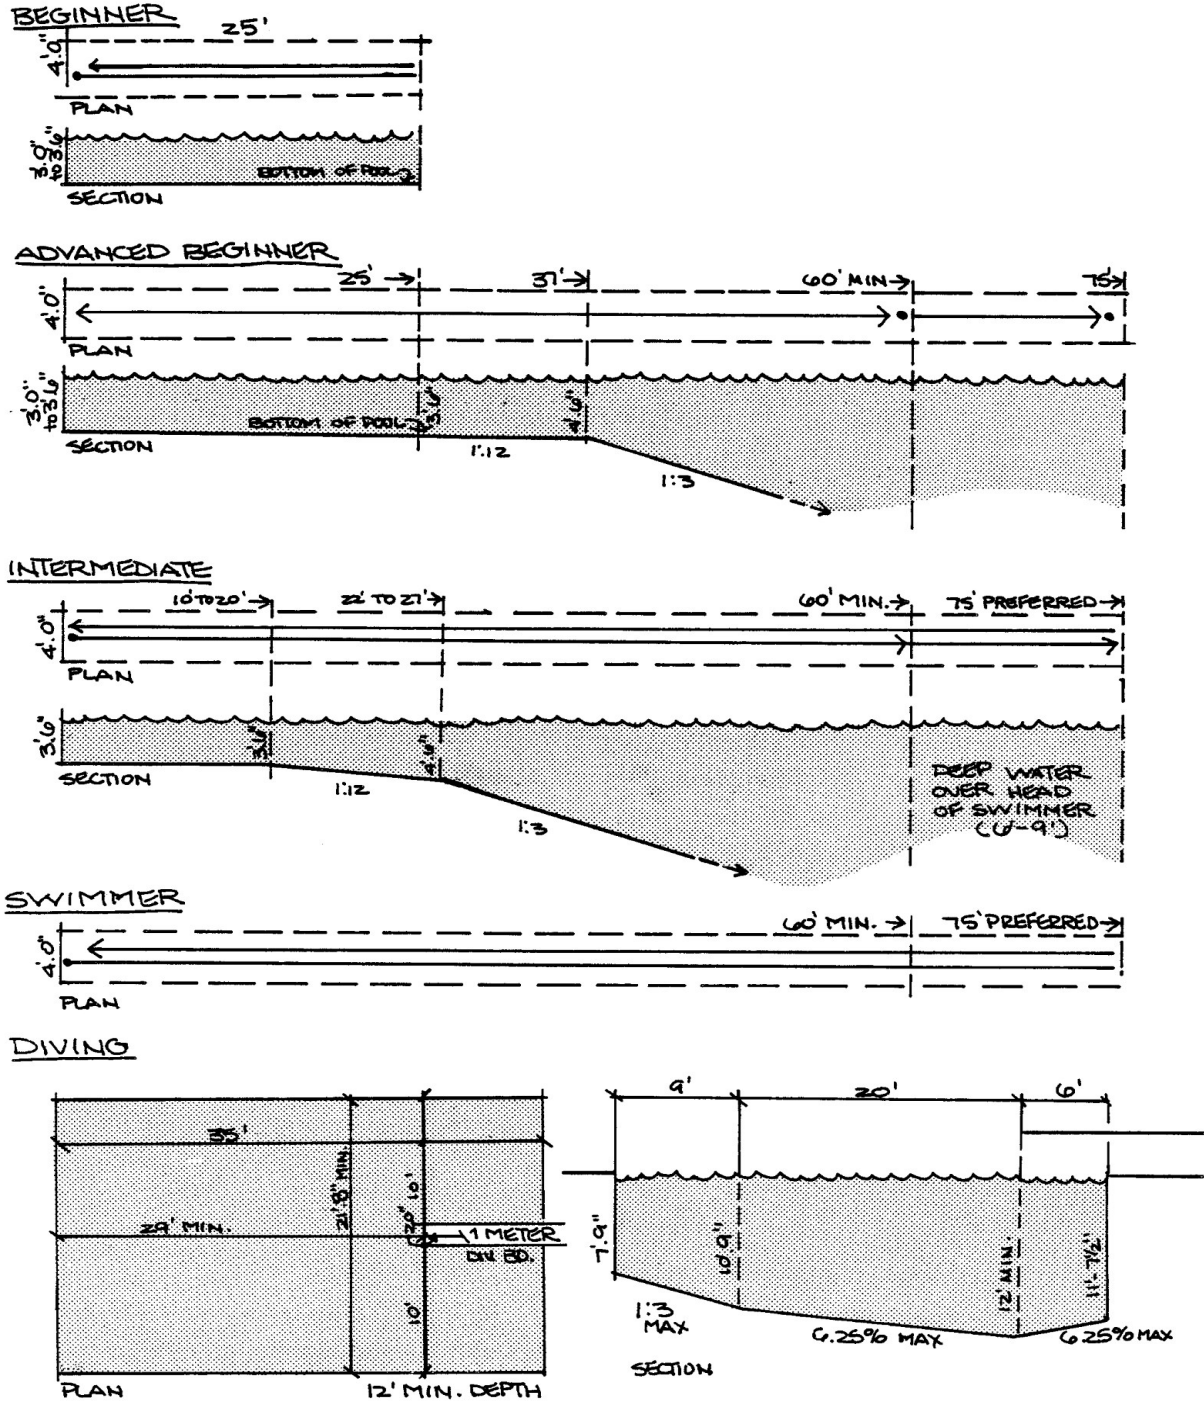 BEGINNER
25'
4'.0"
PLAN
3'.0"
to 3'.6"
BOTTOM OF POOL
SECTION
ADVANCED BEGINNER
25' 37' 60' MIN 75'
4'.0"
PLAN
3'.0"
to 3'.6"
BOTTOM OF POOL 3'.6" 4'.6"
SECTION
1:12
1:3
INTERMEDIATE
10' TO 20' 22' TO 27' 60' MIN. 75' PREFERRED
4'.0"
PLAN
3'.6" 3'.6" 4'.6"
SECTION
1:12
1:3
DEEP WATER
OVER HEAD
OF SWIMMER
(6'-9')
SWIMMER
60' MIN. 75' PREFERRED
4'.0"
PLAN
DIVING
35'
21'8" MIN.
10'
20"
29' MIN.
1 METER
DIV. BD.
10'
PLAN
12' MIN. DEPTH
9' 20' 6'
7'.9" 10'.9" 12' MIN. 11'-7½"
1:3
MAX
6.25% MAX
6.25% MAX
SECTION